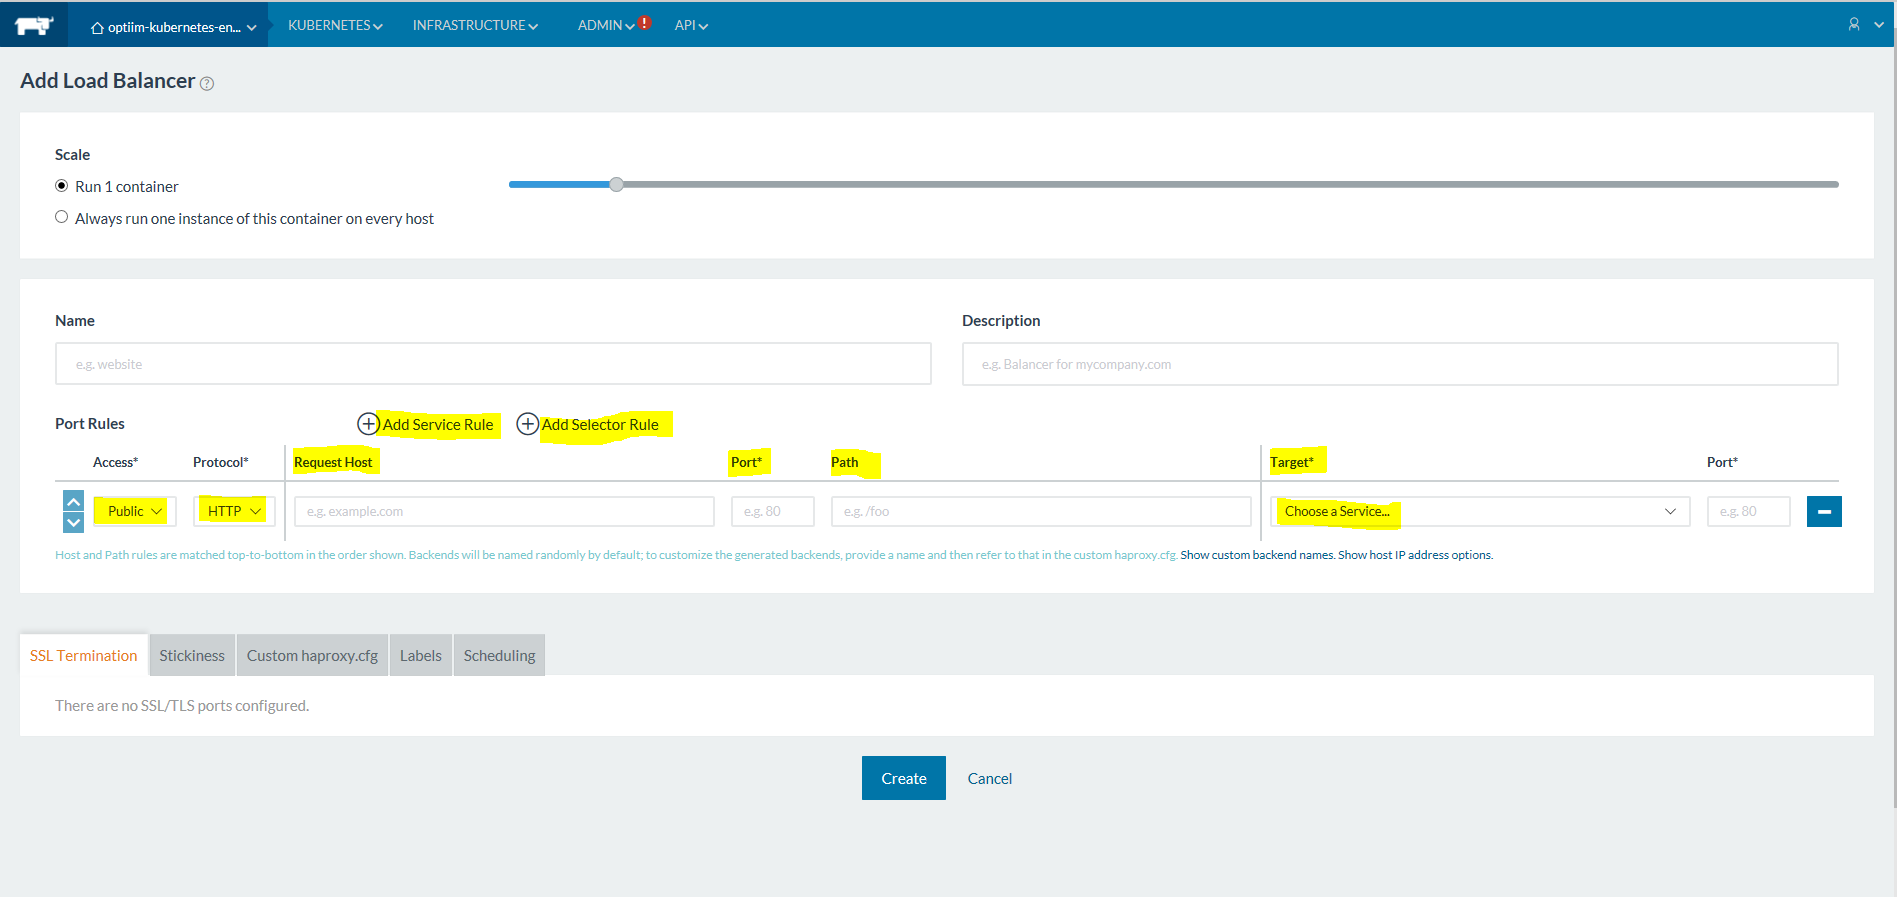 optiim-kubernetes-en... KUBERNETES INFRASTRUCTURE ADMIN ! API
Add Load Balancer ?
Scale
Run 1 container
Always run one instance of this container on every host
Name Description
e.g. website e.g. Balancer for mycompany.com
Port Rules Add Service Rule Add Selector Rule
Access* Protocol* Request Host Port* Path Target* Port*
Public HTTP e.g. example.com e.g. 80 e.g. /foo Choose a Service... e.g. 80
Host and Path rules are matched top-to-bottom in the order shown. Backends will be named randomly by default; to customize the generated backends, provide a name and then refer to that in the custom haproxy.cfg. Show custom backend names. Show host IP address options.
SSL Termination Stickiness Custom haproxy.cfg Labels Scheduling
There are no SSL/TLS ports configured.
Create Cancel